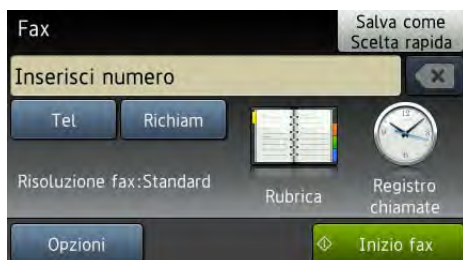 Fax
Salva come
Scelta rapida
Inserisci numero
Tel
Richiam
Risoluzione fax:Standard
Rubrica
Registro
chiamate
Opzioni
Inizio fax